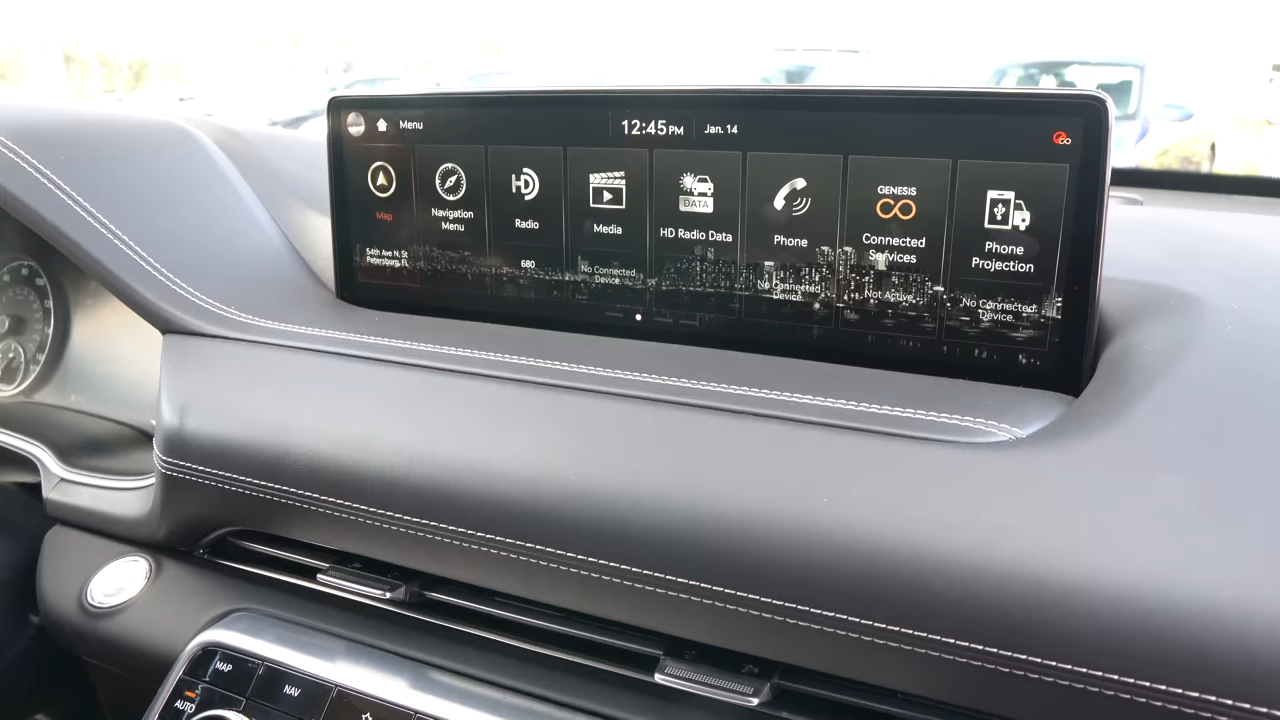 Menu
12:45 PM
Jan. 14
Map
54th Ave N, St
Petersburg, FL
Navigation
Menu
Radio
680
Media
No Connected
Device.
DATA
HD Radio Data
Phone
No Connected
Device.
GENESIS
Connected
Services
Not Active.
Phone
Projection
No Connected
Device.
MAP
NAV
AUTO